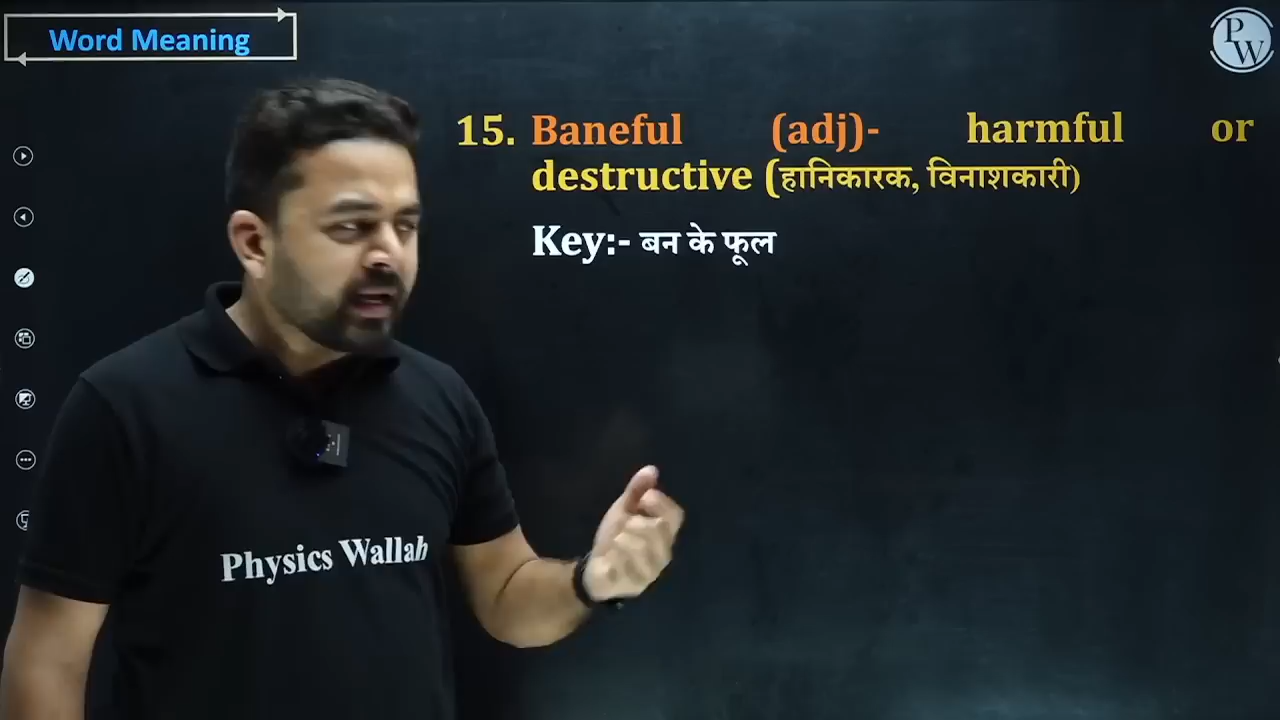 Word Meaning
PW
15. Baneful (adj)- harmful or
destructive (हानिकारक, विनाशकारी)
Key:- बन के फूल
Physics Wallah